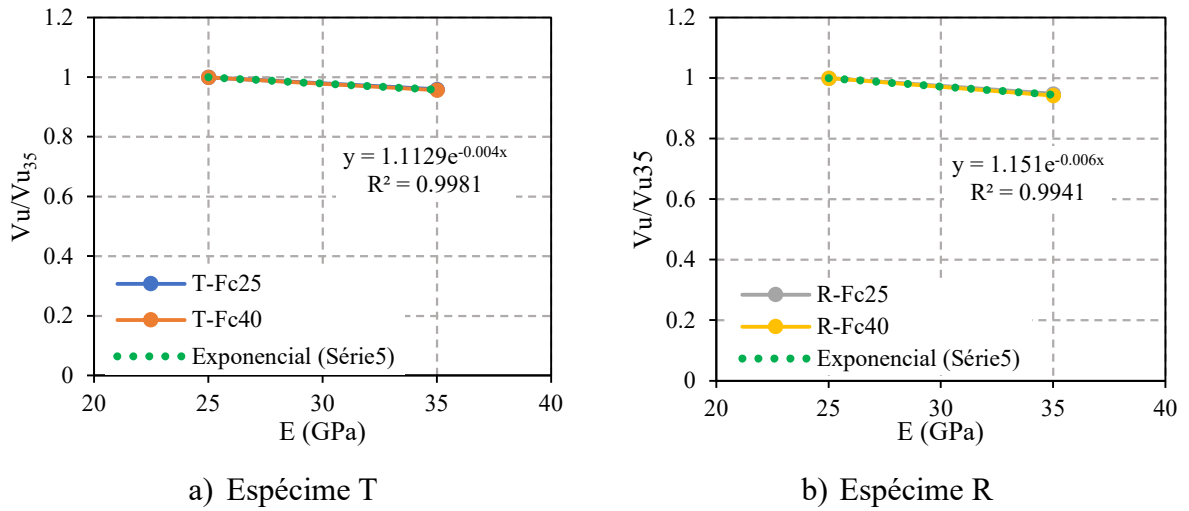 1.2
1
0.8
0.6
0.4
0.2
0
20
25
30
35
40
Vu/Vu₃₅
E (GPa)
y = 1.1129e⁻⁰·⁰⁰⁴ˣ
R² = 0.9981
T-Fc25
T-Fc40
Exponencial (Série5)
a) Espécime T
1.2
1
0.8
0.6
0.4
0.2
0
20
25
30
35
40
Vu/Vu35
E (GPa)
y = 1.151e⁻⁰·⁰⁰⁶ˣ
R² = 0.9941
R-Fc25
R-Fc40
Exponencial (Série5)
b) Espécime R